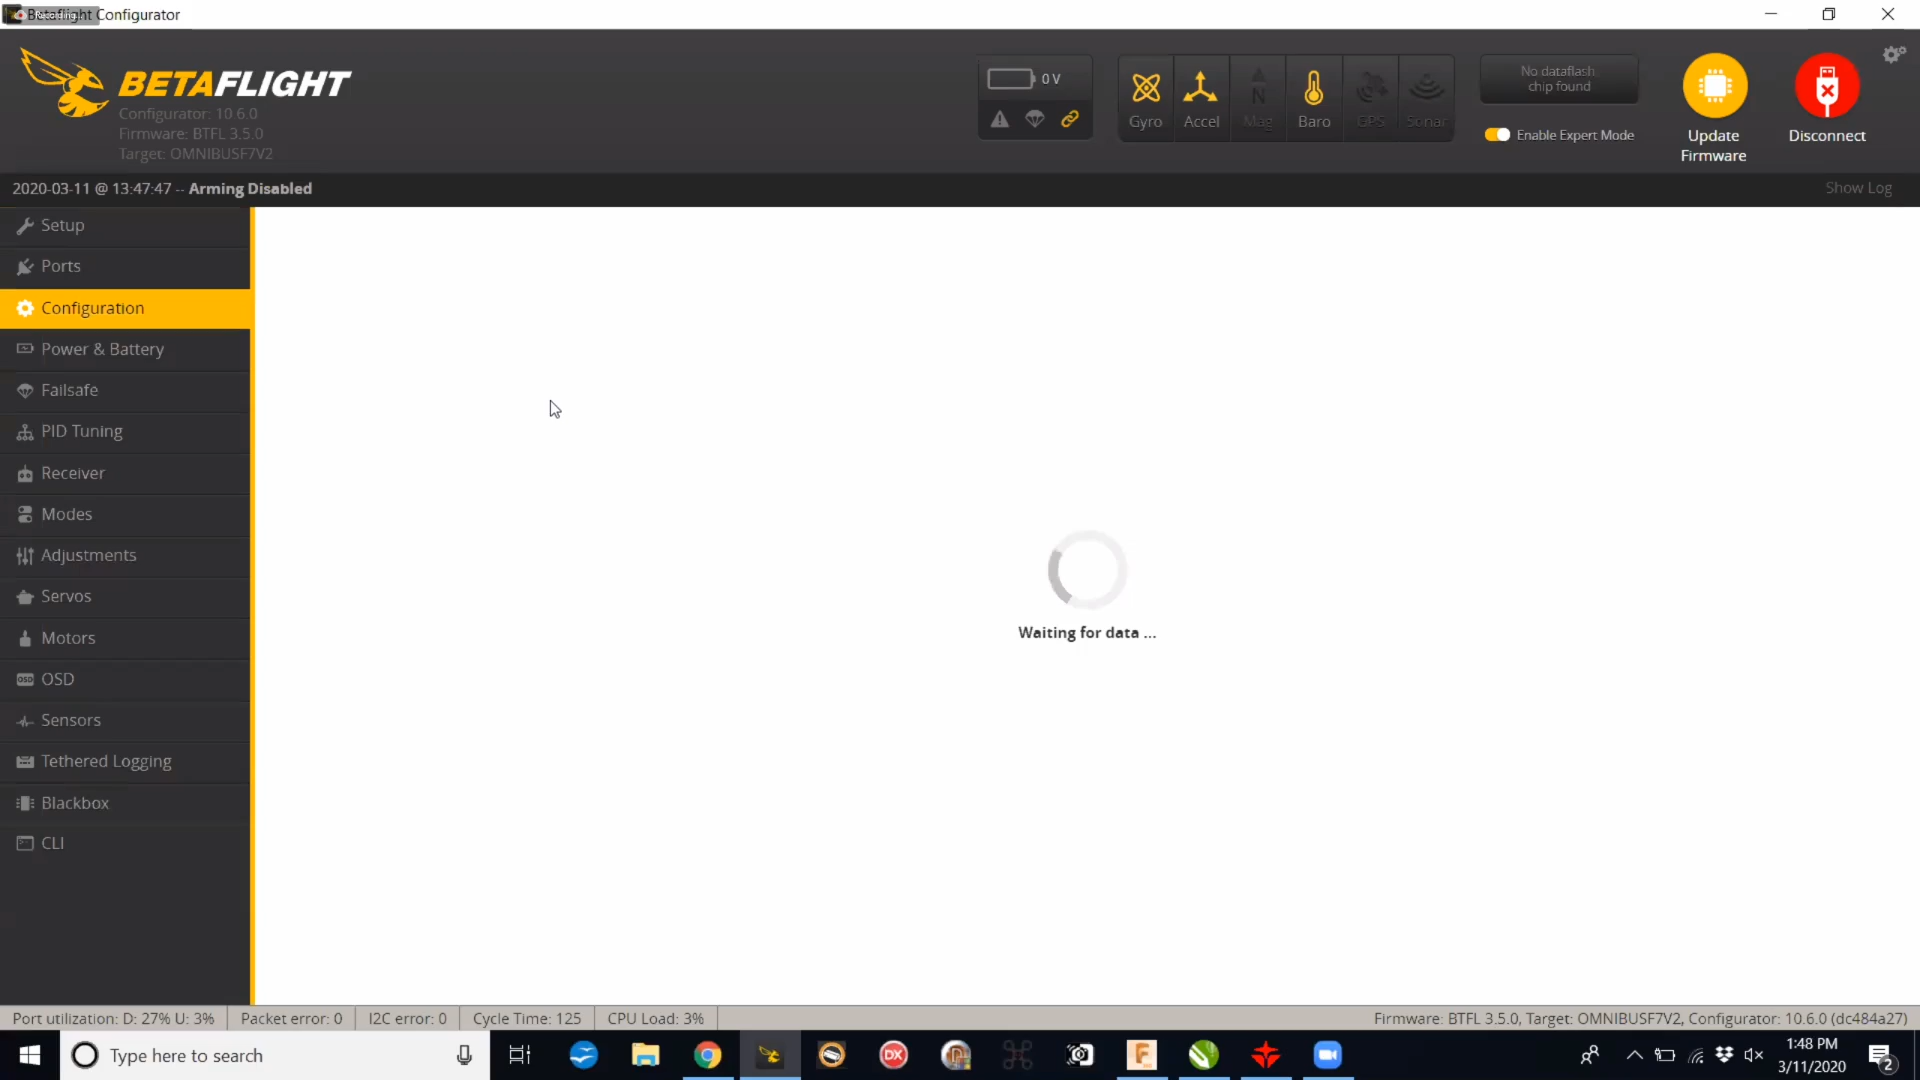 Betaflight Configurator
Recording...
BETAFLIGHT
Configurator: 10.6.0
Firmware: BTFL 3.5.0
Target: OMNIBUSF7V2
0 V
Gyro
Accel
Mag
Baro
GPS
Sonar
No dataflash
chip found
Enable Expert Mode
Update
Firmware
Disconnect
2020-03-11 @ 13:47:47 -- Arming Disabled
Show Log
Setup
Ports
Configuration
Power & Battery
Failsafe
PID Tuning
Receiver
Modes
Adjustments
Servos
Motors
OSD
Sensors
Tethered Logging
Blackbox
CLI
Waiting for data ...
Port utilization: D: 27% U: 3%
Packet error: 0
I2C error: 0
Cycle Time: 125
CPU Load: 3%
Firmware: BTFL 3.5.0, Target: OMNIBUSF7V2, Configurator: 10.6.0 (dc484a27)
Type here to search
DX
1:48 PM
3/11/2020
2